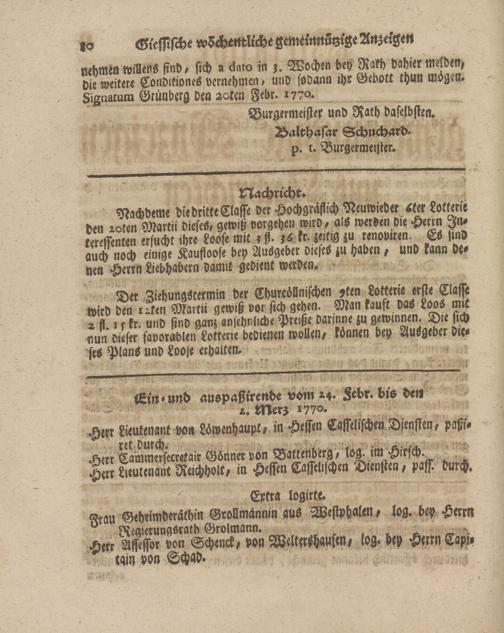 80 Giessische wöchentliche gemeinnützige Anzeigen
nehmen willens sind, sich a dato in 3. Wochen bey Rath dahier melden,
die weitere Conditiones vernehmen, und sodann ihr Gebott thun mögen.
Signatum Grünberg den 20ten Febr. 1770.
Burgermeister und Rath daselbsten.
Balthasar Schuchard.
p. t. Burgermeister.
Nachricht.
Nachdeme die dritte Classe der Hochgräflich Neuwieder 6ter Lotterie
den 20ten Martii dieses, gewiß vorgehen wird, als werden die Herrn In-
teressenten ersucht ihre Loose mit 3 fl. 36 kr. zeitig zu renoviren. Es sind
auch noch einige Kaufloose bey Ausgeber dieses zu haben, und kann de-
nen Herrn Liebhabern damit gedient werden.
Der Ziehungstermin der Churcöllnischen 9ten Lotterie erste Classe
wird den 12ten Martii gewiß vor sich gehen. Man kauft das Loos mit
2 fl. 15 kr. und sind ganz ansehnliche Preiße darinne zu gewinnen. Die sich
nun dieser favorablen Lotterie bedienen wollen, können bey Ausgeber die-
ses Plans und Loose erhalten.
Ein- und auspaßirende vom 24. Febr. bis den
2. Merz 1770.
Herr Lieutenant von Löwenhaupt, in Hessen Casselischen Diensten, paßi-
ret durch.
Herr Cammersecretair Gönner von Battenberg, log. im Hirsch.
Herr Lieutenant Reichholt, in Hessen Casselischen Diensten, pass. durch.
Extra logirte.
Frau Geheimderäthin Grollmännin aus Westphalen, log. bey Herrn
Regierungsrath Grolmann.
Herr Assessor von Schenck, von Weltershausen, log. bey Herrn Capi-
tain von Schad.